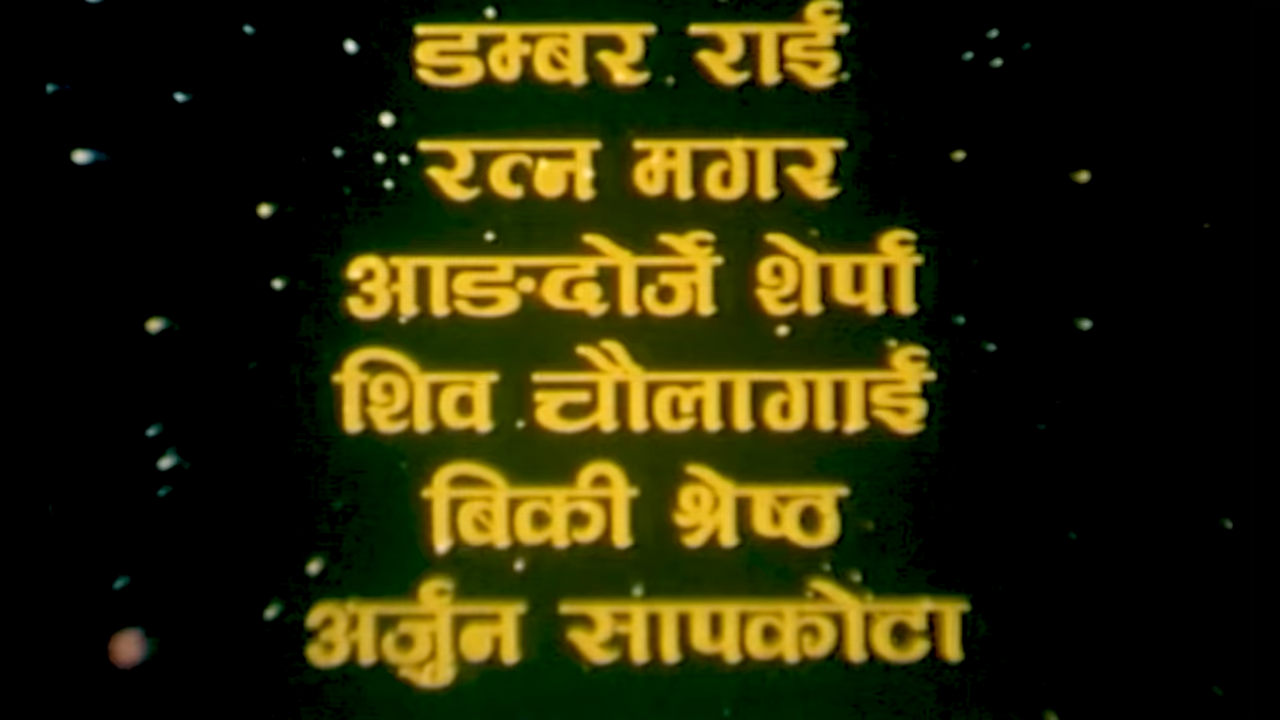 डम्बर राई
रत्न मगर
आङदोर्जे शेर्पा
शिव चौलागाई
बिकी श्रेष्ठ
अर्जुन सापकोटा